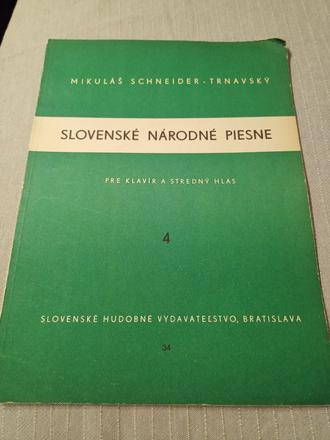 MIKULÁŠ SCHNEIDER-TRNAVSKÝ
SLOVENSKÉ NÁRODNÉ PIESNE
PRE KLAVÍR A STREDNÝ HLAS
4
SLOVENSKÉ HUDOBNÉ VYDAVATEĽSTVO, BRATISLAVA
34